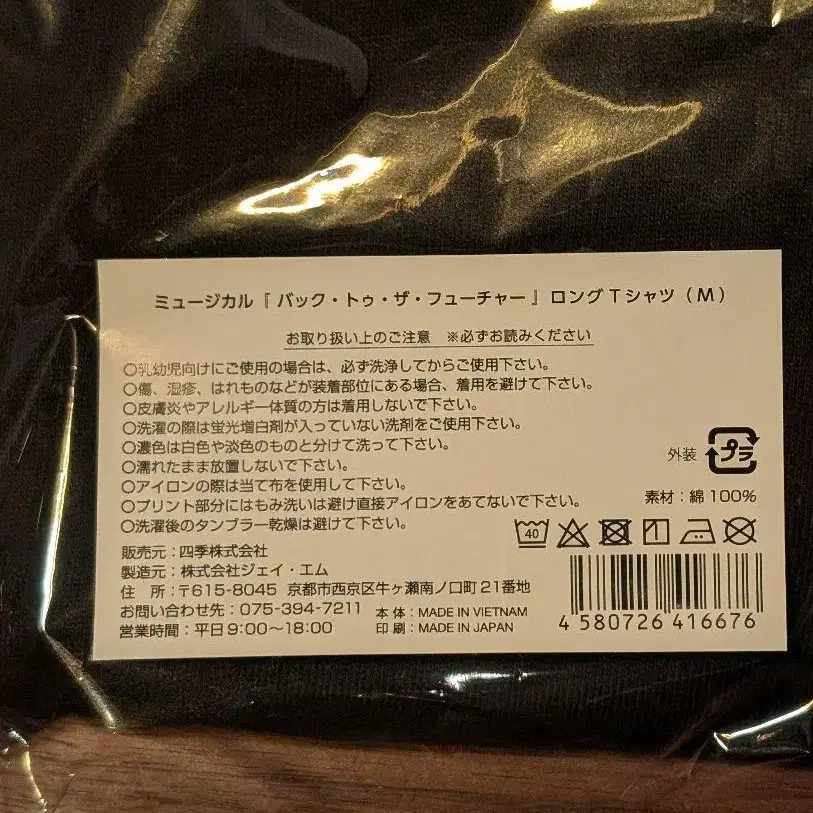 ミュージカル『 バック・トゥ・ザ・フューチャー 』 ロングTシャツ（M）
お取り扱い上のご注意　※必ずお読みください
○乳幼児向けにご使用の場合は、必ず洗浄してからご使用下さい。
○傷、湿疹、はれものなどが装着部位にある場合、着用を避けて下さい。
○皮膚炎やアレルギー体質の方は着用しないで下さい。
○洗濯の際は蛍光増白剤が入っていない洗剤をご使用下さい。
○濃色は白色や淡色のものと分けて洗って下さい。
○濡れたまま放置しないで下さい。
○アイロンの際は当て布を使用して下さい。
○プリント部分にはもみ洗いは避け直接アイロンをあてないで下さい。
○洗濯後のタンブラー乾燥は避けて下さい。
外装 プラ
素材：綿 100%
40
販売元：四季株式会社
製造元：株式会社ジェイ・エム
住　所：〒615-8045 京都市西京区牛ヶ瀬南ノ口町21番地
お問い合わせ先：075-394-7211
営業時間：平日9:00〜18:00
本体：MADE IN VIETNAM
印刷：MADE IN JAPAN
4 580726 416676